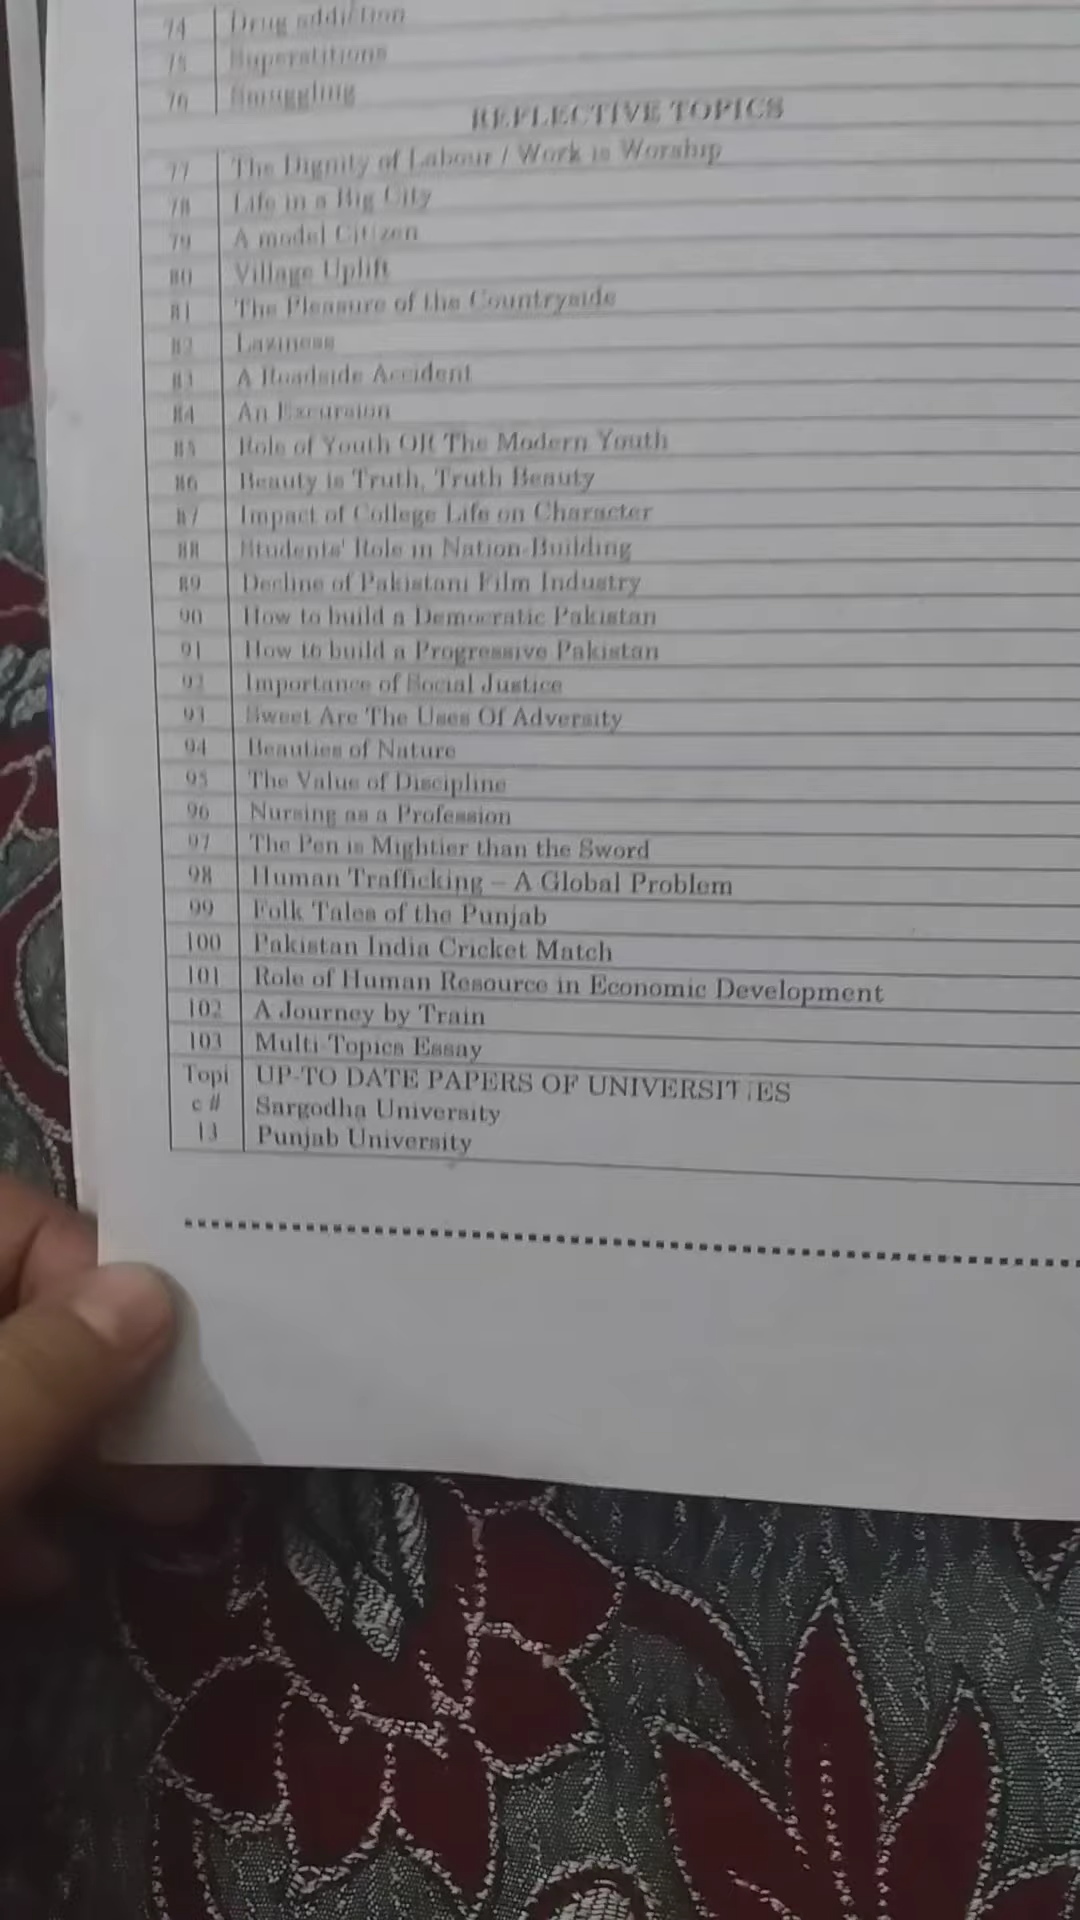 74 Drug addiction
75 Superstitions
76 Smuggling
REFLECTIVE TOPICS
77 The Dignity of Labour / Work is Worship
78 Life in a Big City
79 A model Citizen
80 Village Uplift
81 The Pleasure of the Countryside
82 Laziness
83 A Roadside Accident
84 An Excursion
85 Role of Youth OR The Modern Youth
86 Beauty is Truth, Truth Beauty
87 Impact of College Life on Character
88 Students' Role in Nation-Building
89 Decline of Pakistani Film Industry
90 How to build a Democratic Pakistan
91 How to build a Progressive Pakistan
92 Importance of Social Justice
93 Sweet Are The Uses Of Adversity
94 Beauties of Nature
95 The Value of Discipline
96 Nursing as a Profession
97 The Pen is Mightier than the Sword
98 Human Trafficking – A Global Problem
99 Folk Tales of the Punjab
100 Pakistan India Cricket Match
101 Role of Human Resource in Economic Development
102 A Journey by Train
103 Multi-Topics Essay
Topi UP-TO DATE PAPERS OF UNIVERSITIES
c # Sargodha University
13 Punjab University